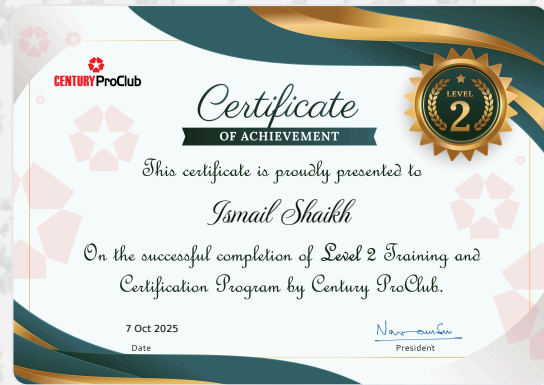 CENTURY ProClub
LEVEL
2
Certificate
OF ACHIEVEMENT
This certificate is proudly presented to
Ismail Shaikh
On the successful completion of Level 2 Training and
Certification Program by Century ProClub.
7 Oct 2025
Date
President